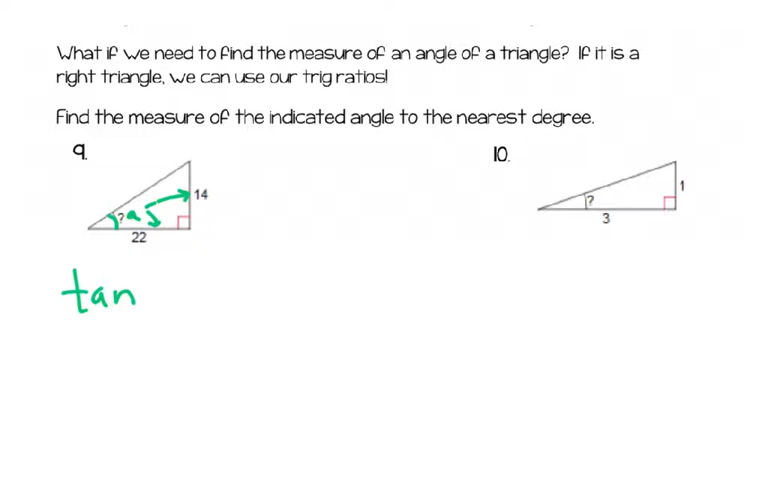 What if we need to find the measure of an angle of a triangle? If it is a
right triangle, we can use our trig ratios!
Find the measure of the indicated angle to the nearest degree.
9.
14
?
22
10.
1
?
3
tan